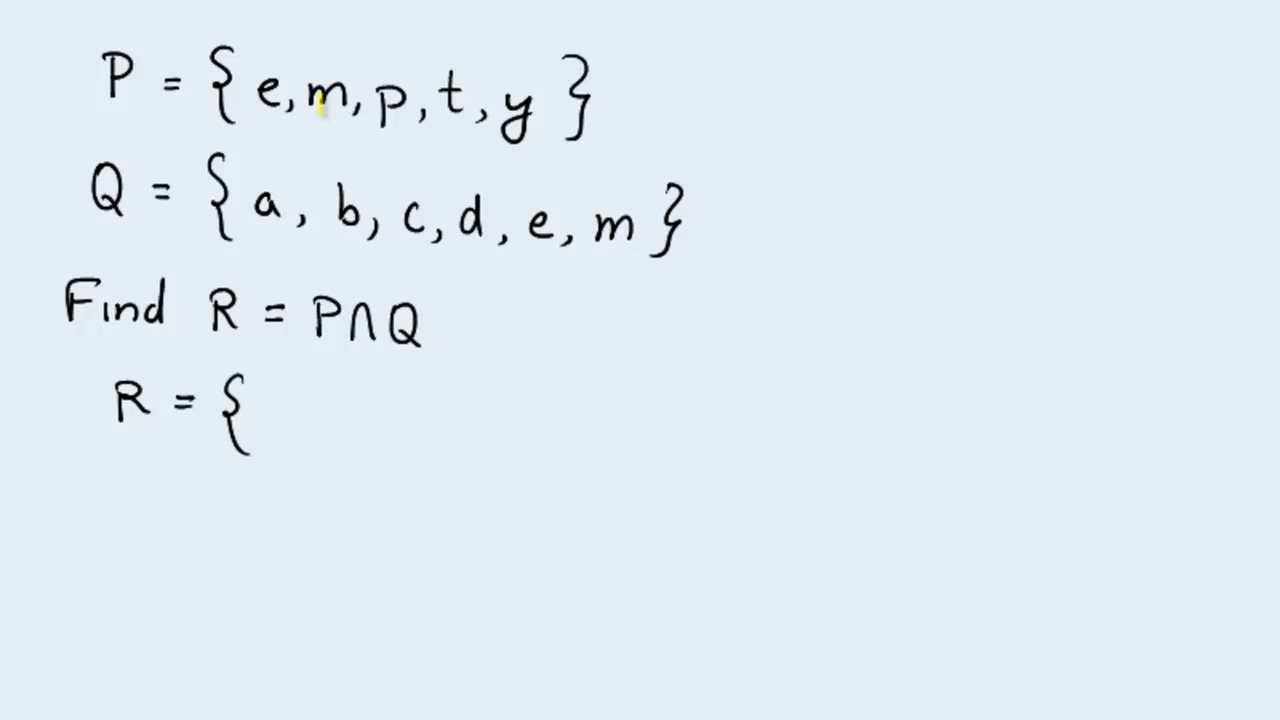 P = { e, m, p, t, y }
Q = { a, b, c, d, e, m }
Find R = P∩Q
R = {